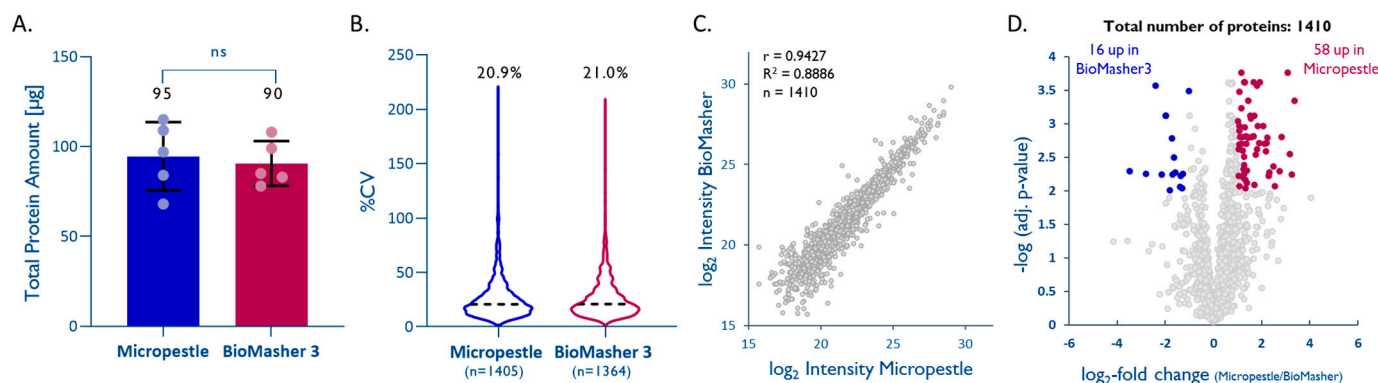 A.
Total Protein Amount [µg]
150
100
50
0
ns
95
90
Micropestle
BioMasher 3
B.
%CV
250
200
150
100
50
0
20.9%
21.0%
Micropestle
(n=1405)
BioMasher 3
(n=1364)
C.
log2 Intensity BioMasher
r = 0.9427
R² = 0.8886
n = 1410
35
30
25
20
15
15
20
25
30
log2 Intensity Micropestle
D.
Total number of proteins: 1410
16 up in
BioMasher3
58 up in
Micropestle
-log (adj. p-value)
4
3.5
3
2.5
2
1.5
1
0.5
0
-6
-4
-2
0
2
4
6
log2-fold change (Micropestle/BioMasher)